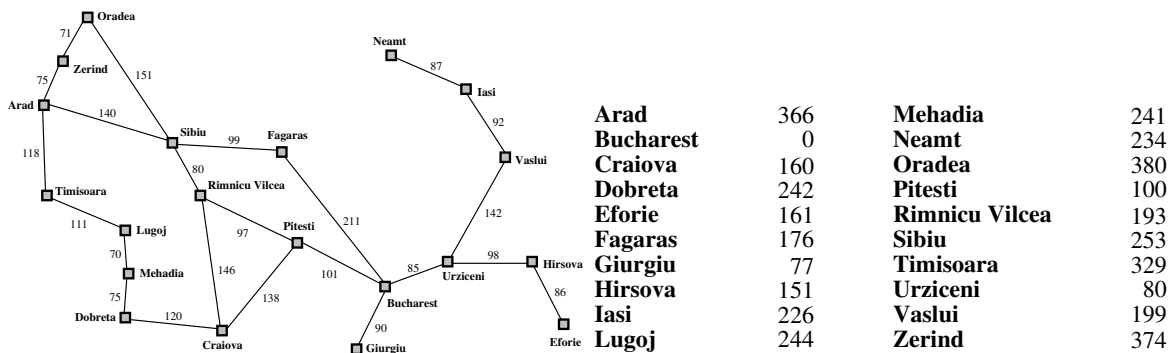 Oradea
71
Neamt
Zerind
87
75
151
Iasi
Arad
140
92
Sibiu
Fagaras
99
118
Vaslui
80
Rimnicu Vilcea
Timisoara
142
111
Pitesti
211
Lugoj
97
70
98
Hirsova
85
146
101
Urziceni
Mehadia
86
75
138
Bucharest
Dobreta
120
90
Craiova
Eforie
Giurgiu
Arad 366 Mehadia 241
Bucharest 0 Neamt 234
Craiova 160 Oradea 380
Dobreta 242 Pitesti 100
Eforie 161 Rimnicu Vilcea 193
Fagaras 176 Sibiu 253
Giurgiu 77 Timisoara 329
Hirsova 151 Urziceni 80
Iasi 226 Vaslui 199
Lugoj 244 Zerind 374